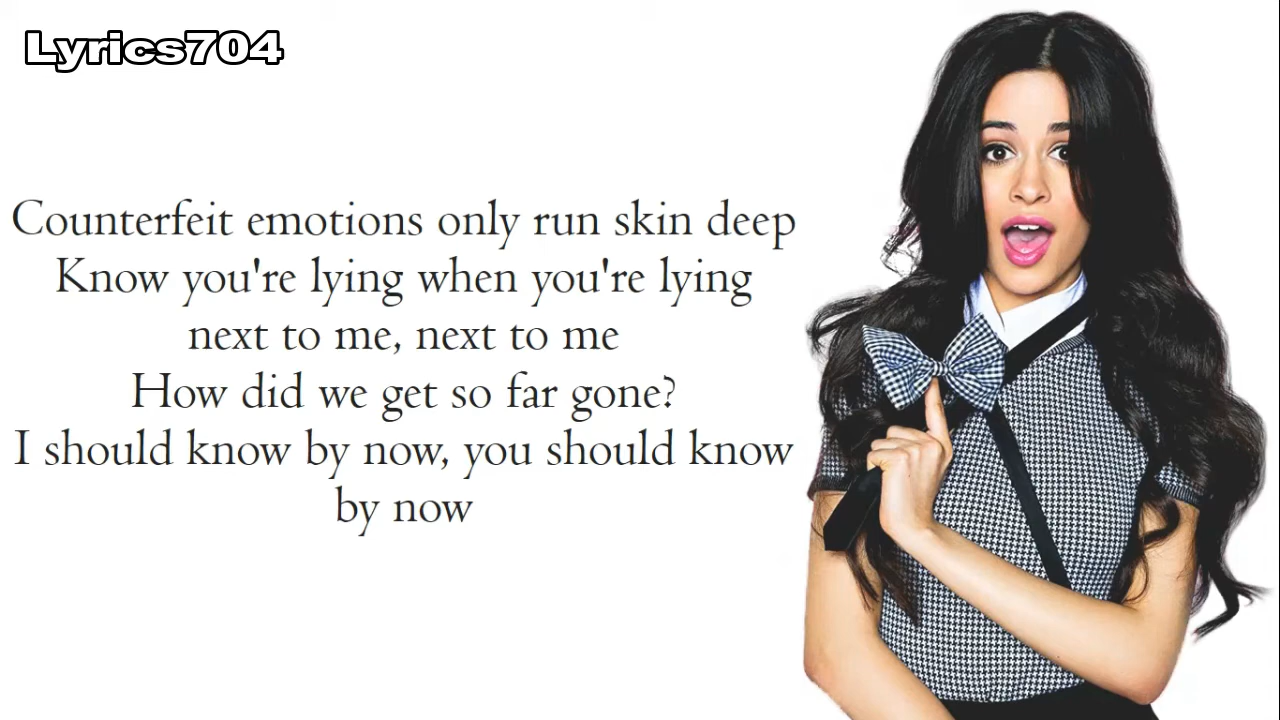 Lyrics704
Counterfeit emotions only run skin deep
Know you're lying when you're lying
next to me, next to me
How did we get so far gone?
I should know by now, you should know
by now